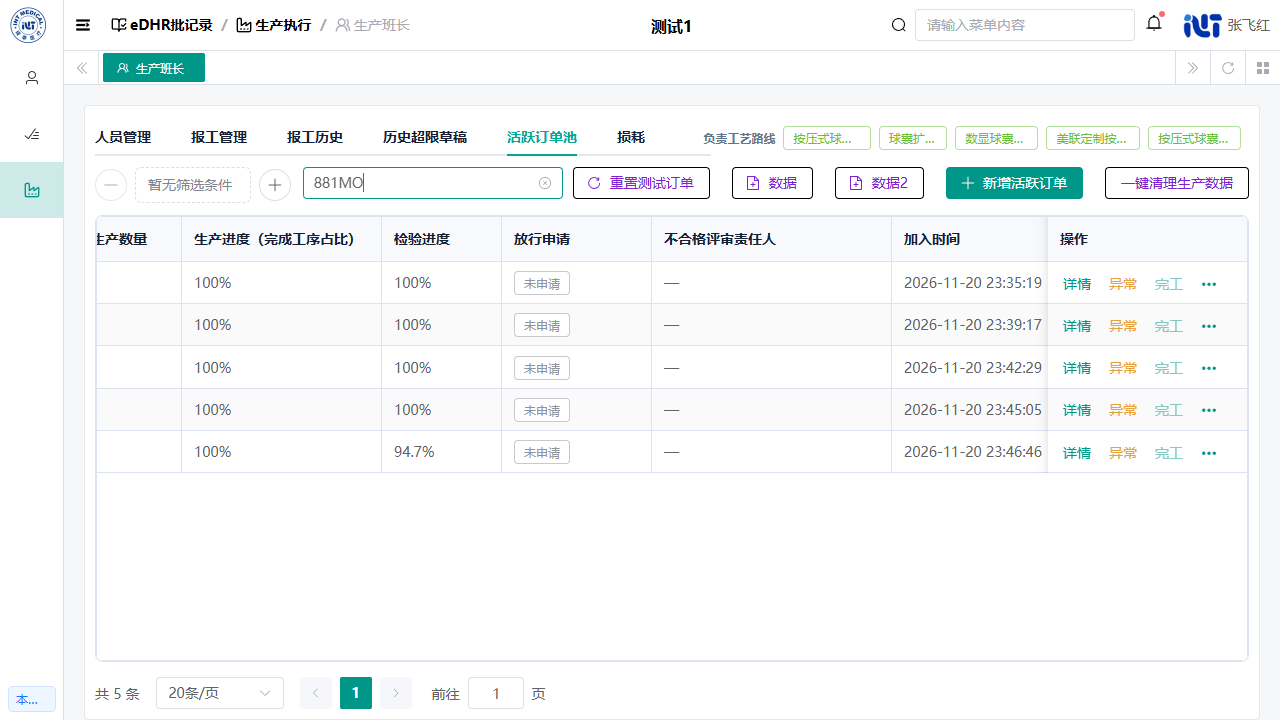 eDHR批记录 / 生产执行 / 生产班长
测试1
请输入菜单内容
张飞红
生产班长
人员管理 报工管理 报工历史 历史超限草稿 活跃订单池 损耗
负责工艺路线 按压式球... 球囊扩... 数显球囊... 美联定制按... 按压式球囊...
暂无筛选条件 881MO 重置测试订单 数据 数据2 新增活跃订单 一键清理生产数据
生产数量 生产进度（完成工序占比） 检验进度 放行申请 不合格评审责任人 加入时间 操作
100% 100% 未申请 — 2026-11-20 23:35:19 详情 异常 完工 •••
100% 100% 未申请 — 2026-11-20 23:39:17 详情 异常 完工 •••
100% 100% 未申请 — 2026-11-20 23:42:29 详情 异常 完工 •••
100% 100% 未申请 — 2026-11-20 23:45:05 详情 异常 完工 •••
100% 94.7% 未申请 — 2026-11-20 23:46:46 详情 异常 完工 •••
本...
共 5 条 20条/页 1 前往 1 页